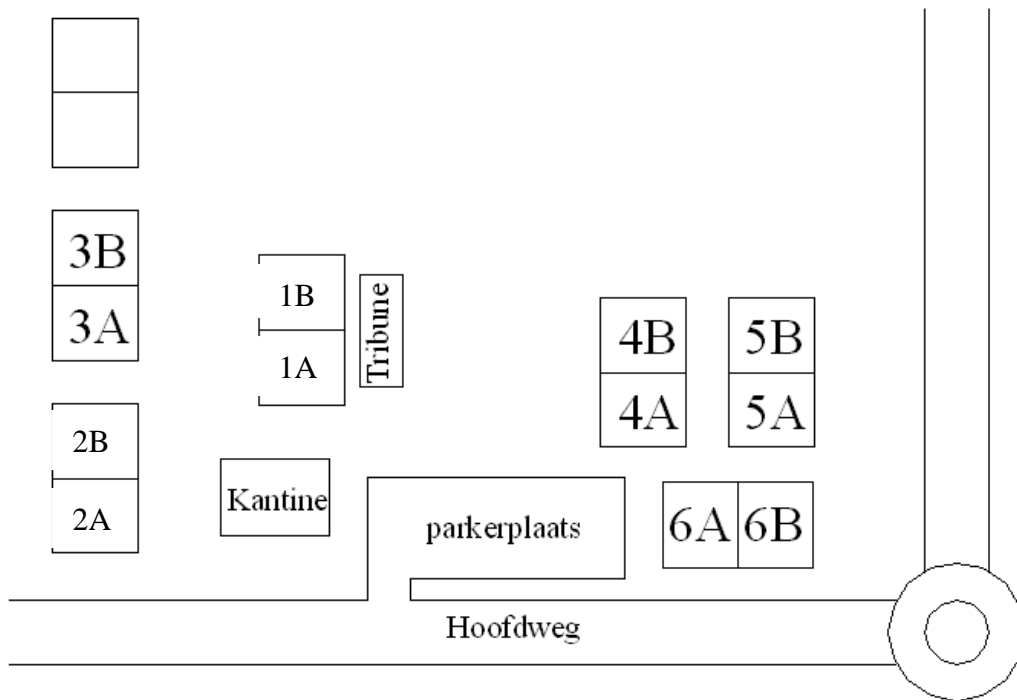 3B
3A
1B
1A
Tribune
4B
5B
4A
5A
2B
2A
Kantine
parkerplaats
6A
6B
Hoofdweg